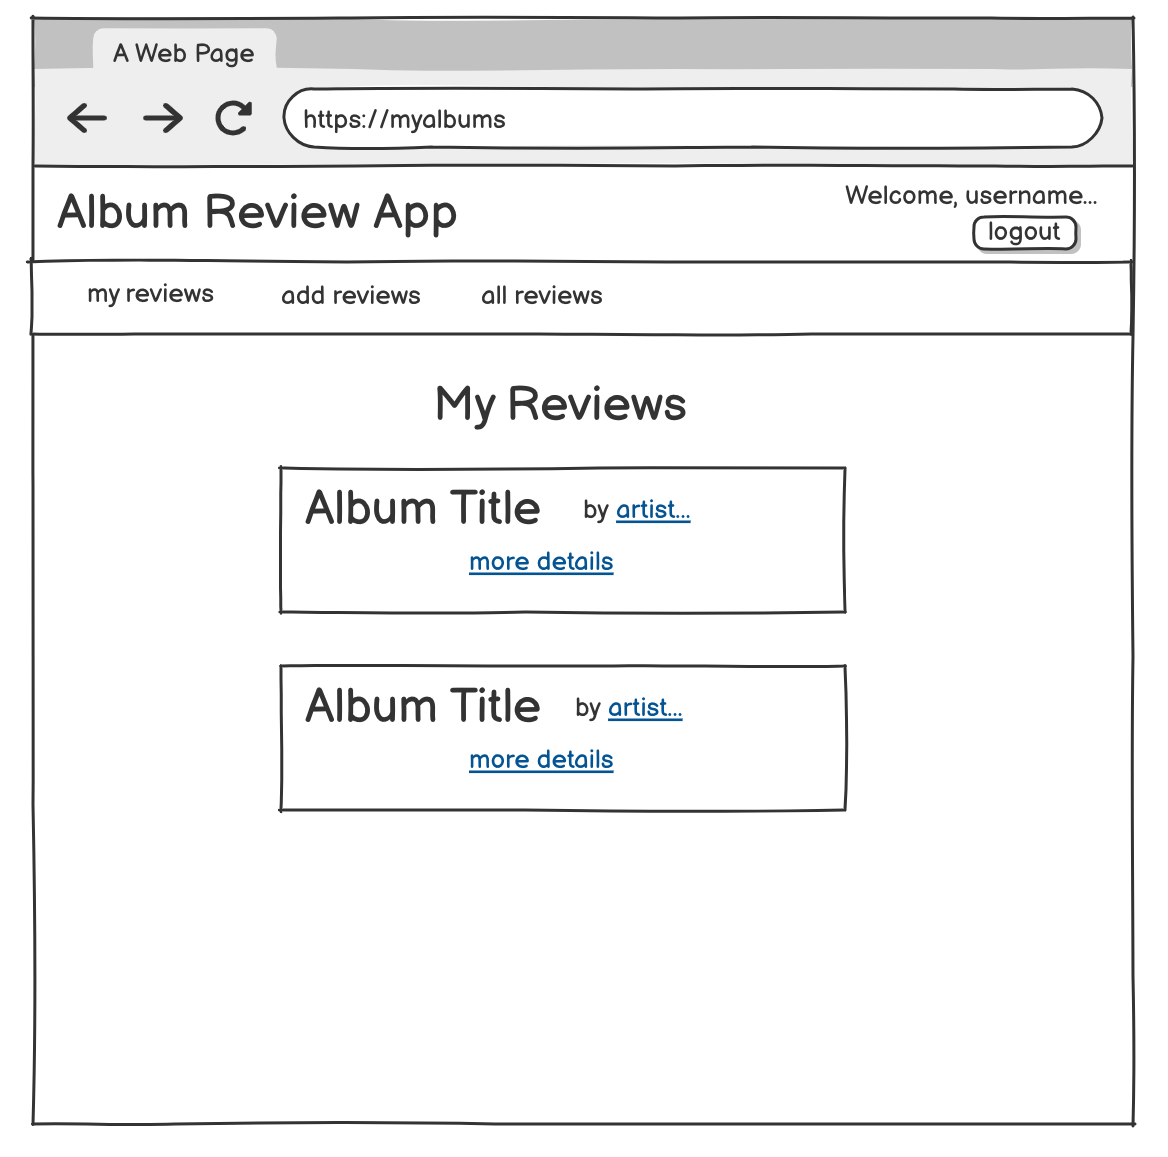 A Web Page
https://myalbums
Album Review App
Welcome, username...
logout
my reviews add reviews all reviews
My Reviews
Album Title by artist...
more details
Album Title by artist...
more details